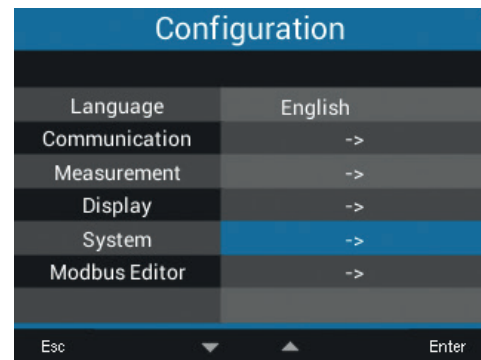 Configuration
Language English
Communication ->
Measurement ->
Display ->
System ->
Modbus Editor ->
Esc Enter